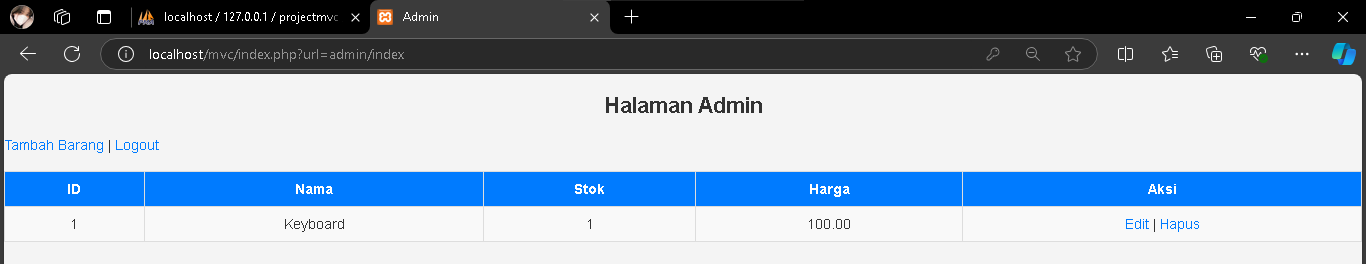 localhost / 127.0.0.1 / projectmvc
Admin
localhost/mvc/index.php?url=admin/index
Halaman Admin
Tambah Barang | Logout
ID Nama Stok Harga Aksi
1 Keyboard 1 100.00 Edit | Hapus